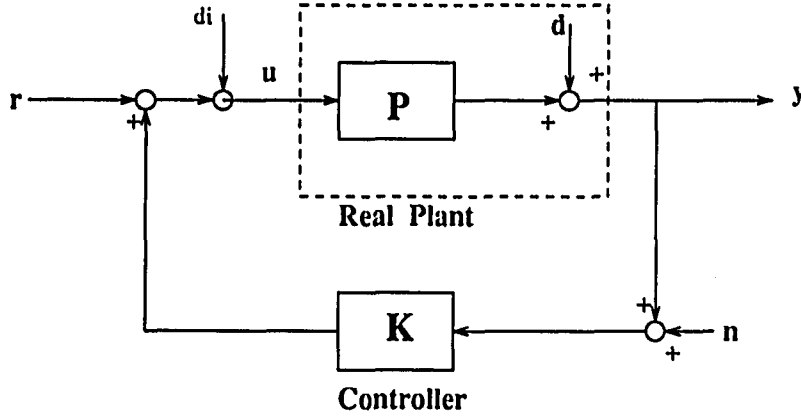 di
d
+
u
r
P
y
+
+
Real Plant
+
K
n
+
Controller